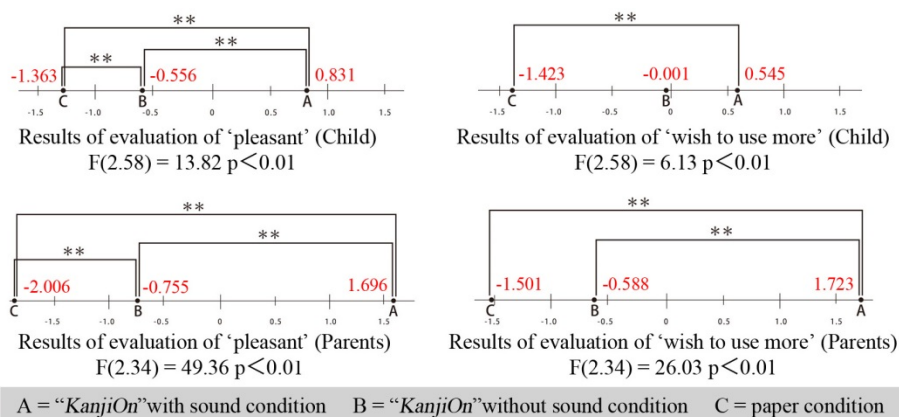 **
**
**
-1.363
-0.556
0.831
C
B
A
-1.5
-1.0
-0.5
0
0.5
1.0
1.5
Results of evaluation of ‘pleasant’ (Child)
F(2.58) = 13.82 p<0.01
**
-1.423
-0.001
0.545
C
B
A
-1.5
-1.0
-0.5
0
0.5
1.0
1.5
Results of evaluation of ‘wish to use more’ (Child)
F(2.58) = 6.13 p<0.01
**
**
**
-2.006
-0.755
1.696
C
B
A
-1.5
-1.0
-0.5
0
0.5
1.0
1.5
Results of evaluation of ‘pleasant’ (Parents)
F(2.34) = 49.36 p<0.01
**
**
-1.501
-0.588
1.723
C
B
A
-1.5
-1.0
-0.5
0
0.5
1.0
1.5
Results of evaluation of ‘wish to use more’ (Parents)
F(2.34) = 26.03 p<0.01
A = “KanjiOn”with sound condition B = “KanjiOn”without sound condition C = paper condition